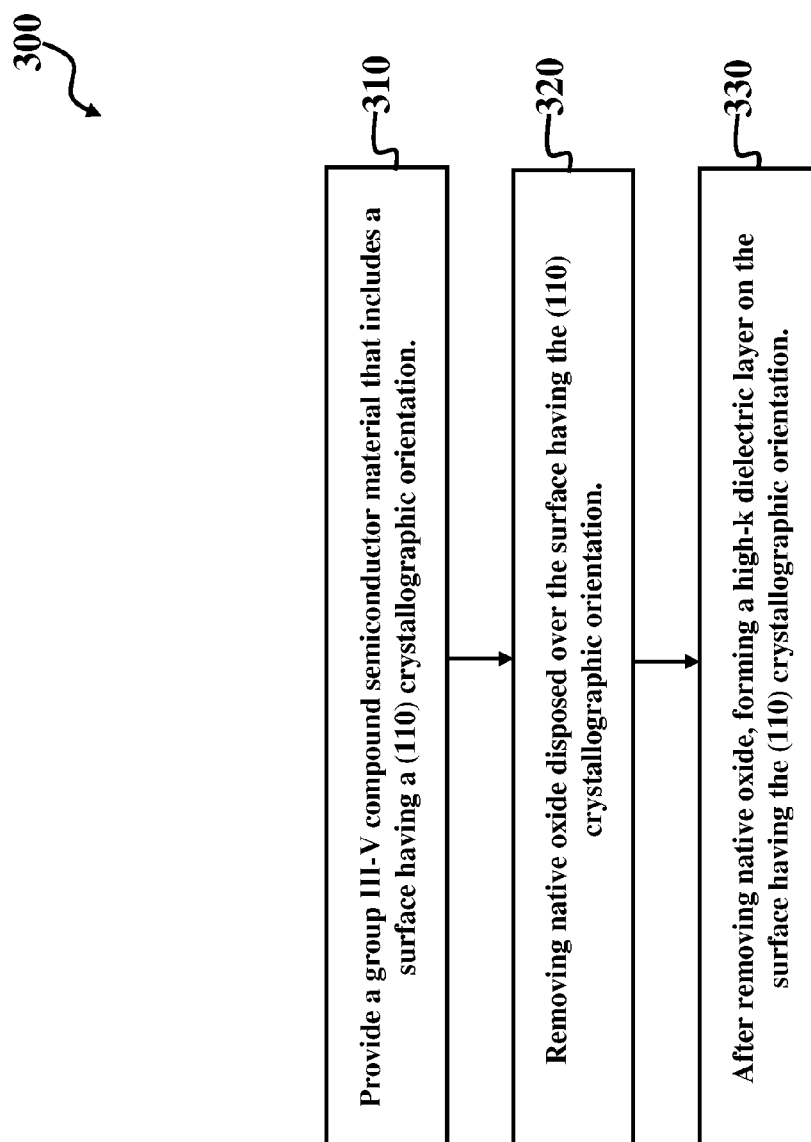 300
310
Provide a group III-V compound semiconductor material that includes a
surface having a (110) crystallographic orientation.
320
Removing native oxide disposed over the surface having the (110)
crystallographic orientation.
330
After removing native oxide, forming a high-k dielectric layer on the
surface having the (110) crystallographic orientation.